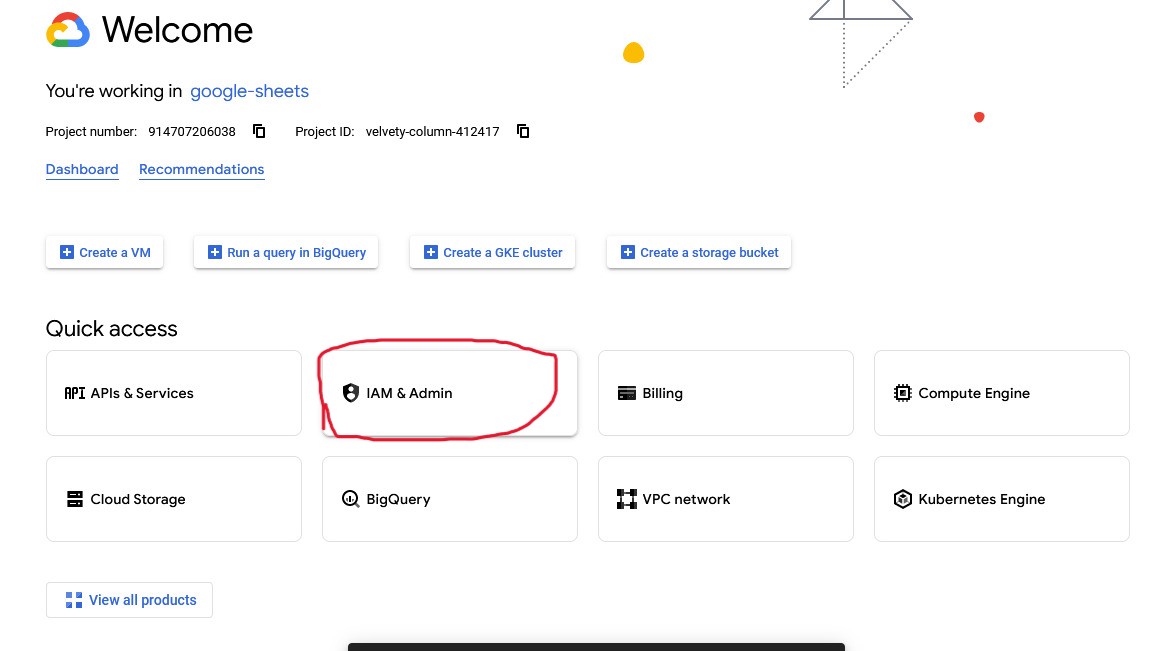 Welcome
You're working in google-sheets
Project number: 914707206038 Project ID: velvety-column-412417
Dashboard Recommendations
Create a VM Run a query in BigQuery Create a GKE cluster Create a storage bucket
Quick access
API APIs & Services IAM & Admin Billing Compute Engine
Cloud Storage BigQuery VPC network Kubernetes Engine
View all products